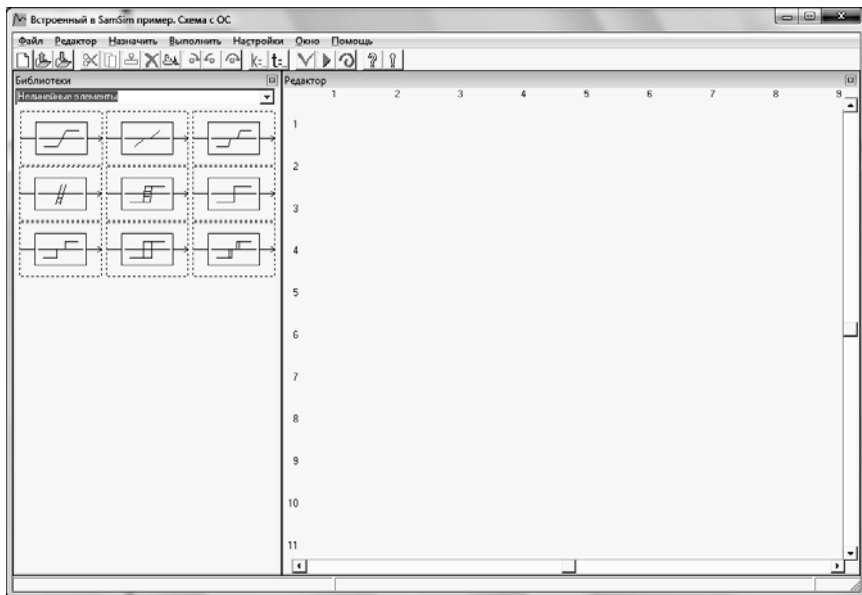 Встроенный в SamSim пример. Схема с ОС
Файл Редактор Назначить Выполнить Настройки Окно Помощь
k= t=
Библиотеки
Редактор
Нелинейные элементы
1 2 3 4 5 6 7 8 9
1
2
3
4
5
6
7
8
9
10
11